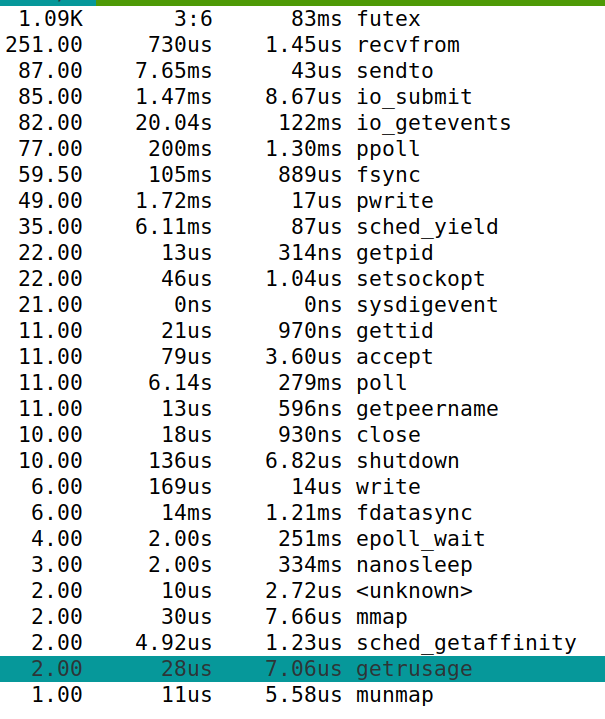 1.09K 3:6 83ms futex
251.00 730us 1.45us recvfrom
87.00 7.65ms 43us sendto
85.00 1.47ms 8.67us io_submit
82.00 20.04s 122ms io_getevents
77.00 200ms 1.30ms ppoll
59.50 105ms 889us fsync
49.00 1.72ms 17us pwrite
35.00 6.11ms 87us sched_yield
22.00 13us 314ns getpid
22.00 46us 1.04us setsockopt
21.00 0ns 0ns sysdigevent
11.00 21us 970ns gettid
11.00 79us 3.60us accept
11.00 6.14s 279ms poll
11.00 13us 596ns getpeername
10.00 18us 930ns close
10.00 136us 6.82us shutdown
6.00 169us 14us write
6.00 14ms 1.21ms fdatasync
4.00 2.00s 251ms epoll_wait
3.00 2.00s 334ms nanosleep
2.00 10us 2.72us <unknown>
2.00 30us 7.66us mmap
2.00 4.92us 1.23us sched_getaffinity
2.00 28us 7.06us getrusage
1.00 11us 5.58us munmap